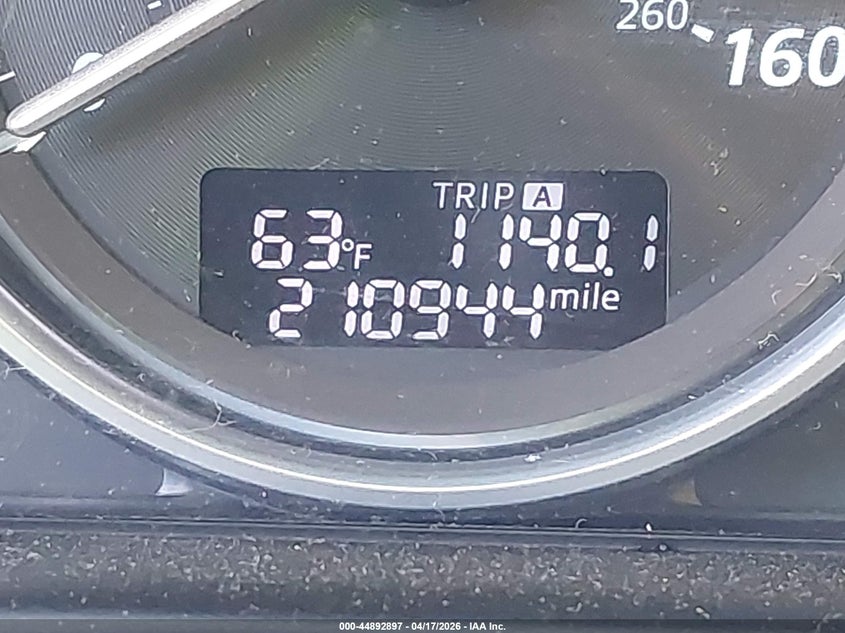 260
160
TRIP A
63°F 1140.1
210944 mile
000-44892897 - 04/17/2026 - IAA Inc.